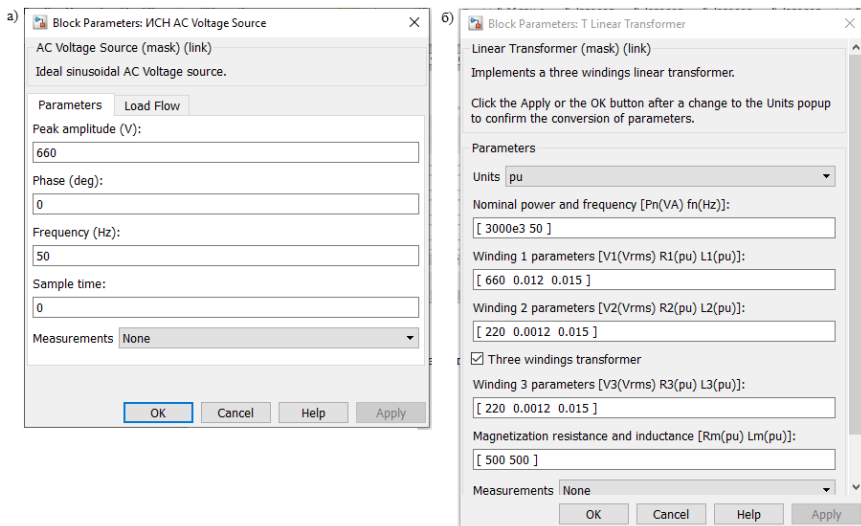 а)
Block Parameters: ИСН AC Voltage Source
AC Voltage Source (mask) (link)
Ideal sinusoidal AC Voltage source.
Parameters
Load Flow
Peak amplitude (V):
660
Phase (deg):
0
Frequency (Hz):
50
Sample time:
0
Measurements None
OK Cancel Help Apply
б)
Block Parameters: T Linear Transformer
Linear Transformer (mask) (link)
Implements a three windings linear transformer.
Click the Apply or the OK button after a change to the Units popup
to confirm the conversion of parameters.
Parameters
Units pu
Nominal power and frequency [Pn(VA) fn(Hz)]:
[ 3000e3 50 ]
Winding 1 parameters [V1(Vrms) R1(pu) L1(pu)]:
[ 660 0.012 0.015 ]
Winding 2 parameters [V2(Vrms) R2(pu) L2(pu)]:
[ 220 0.0012 0.015 ]
Three windings transformer
Winding 3 parameters [V3(Vrms) R3(pu) L3(pu)]:
[ 220 0.0012 0.015 ]
Magnetization resistance and inductance [Rm(pu) Lm(pu)]:
[ 500 500 ]
Measurements None
OK Cancel Help Apply